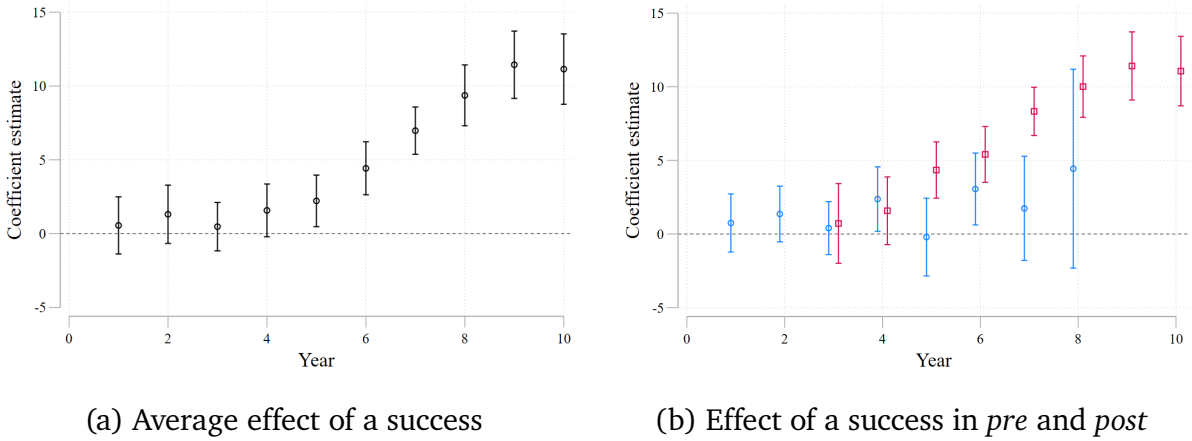 15
10
5
0
-5
Coefficient estimate
0 2 4 6 8 10
Year
(a) Average effect of a success
15
10
5
0
-5
Coefficient estimate
0 2 4 6 8 10
Year
(b) Effect of a success in pre and post